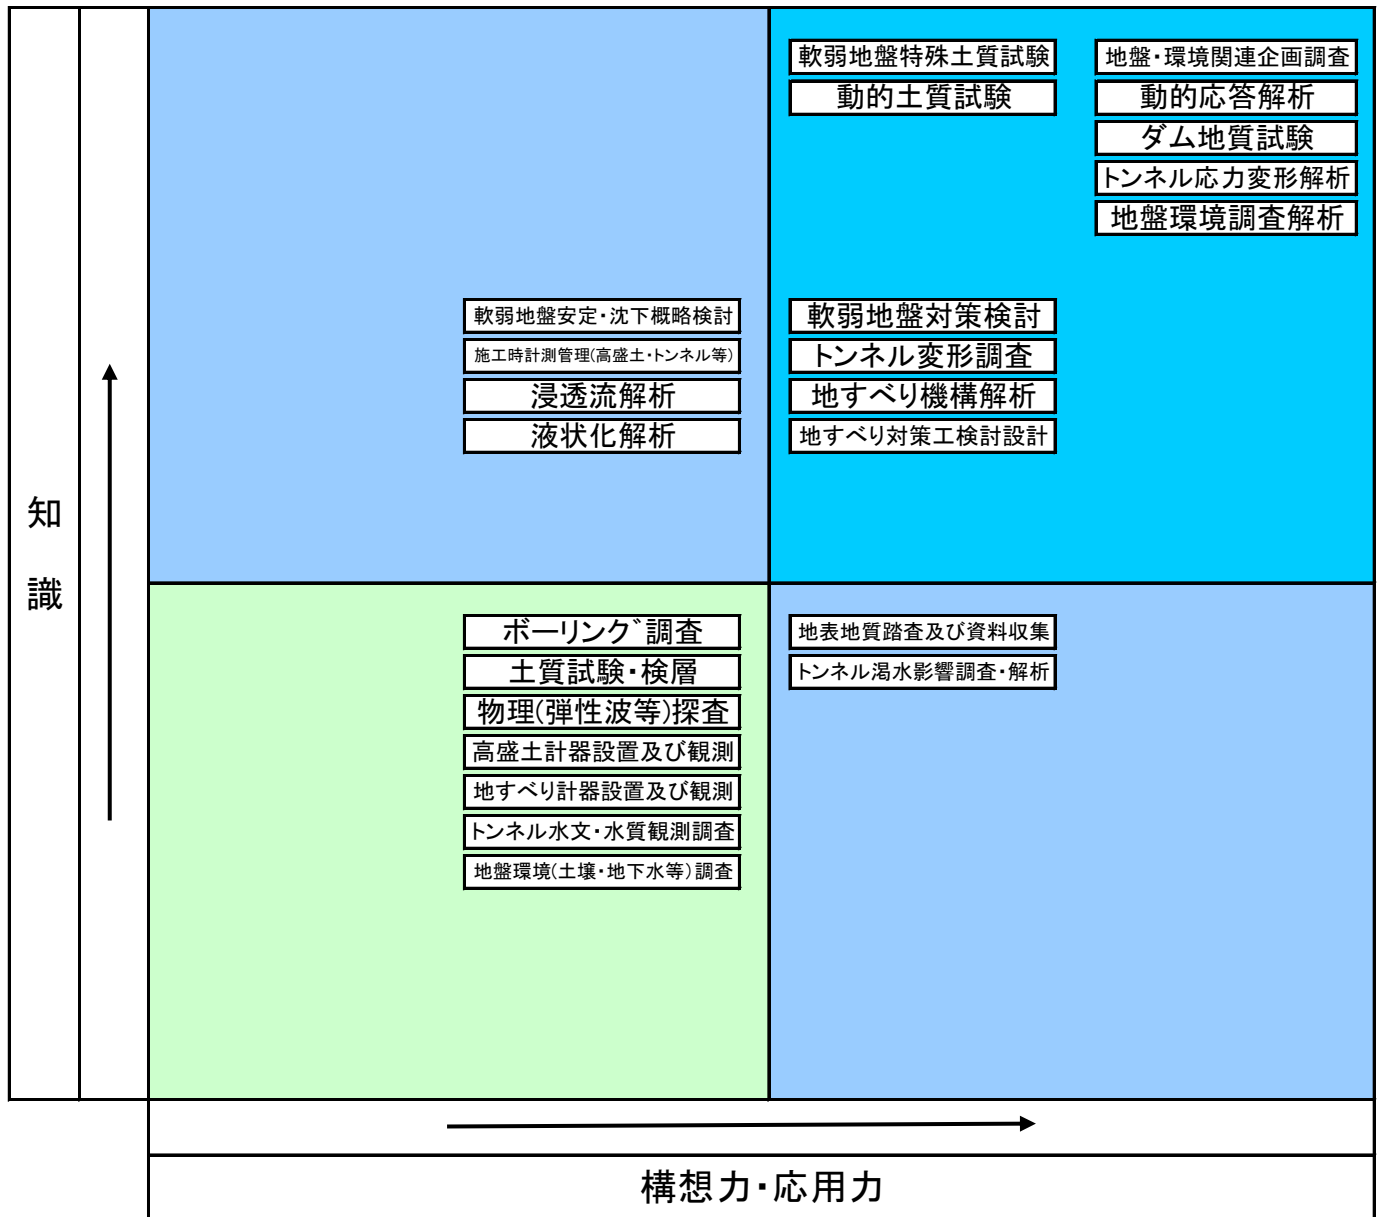 軟弱地盤特殊土質試験
動的土質試験
地盤・環境関連企画調査
動的応答解析
ダム地質試験
トンネル応力変形解析
地盤環境調査解析
軟弱地盤安定・沈下概略検討
施工時計測管理(高盛土・トンネル等)
浸透流解析
液状化解析
軟弱地盤対策検討
トンネル変形調査
地すべり機構解析
地すべり対策工検討設計
知
識
ボーリング゛調査
土質試験・検層
物理(弾性波等)探査
高盛土計器設置及び観測
地すべり計器設置及び観測
トンネル水文・水質観測調査
地盤環境(土壌・地下水等)調査
地表地質踏査及び資料収集
トンネル渇水影響調査・解析
構想力・応用力